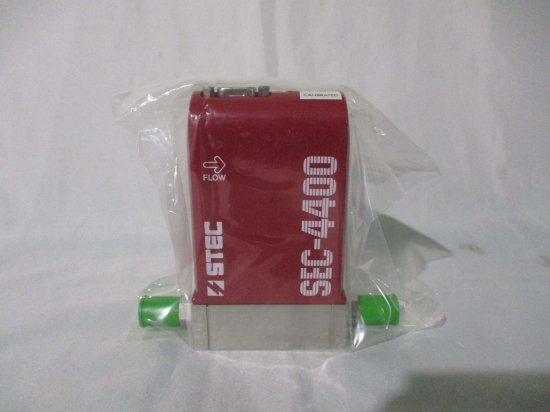 CALIBRATED
FLOW
STEC
SEC-4400